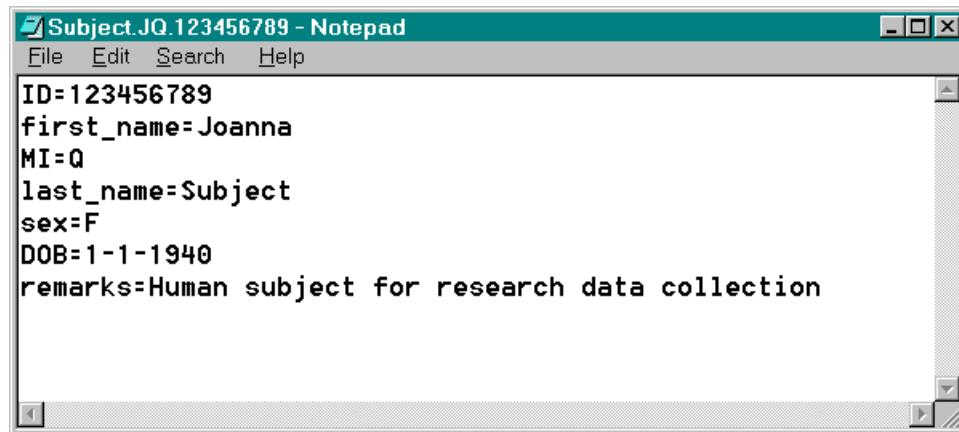 Subject.JQ.123456789 - Notepad
File Edit Search Help
ID=123456789
first_name=Joanna
MI=Q
last_name=Subject
sex=F
DOB=1-1-1940
remarks=Human subject for research data collection